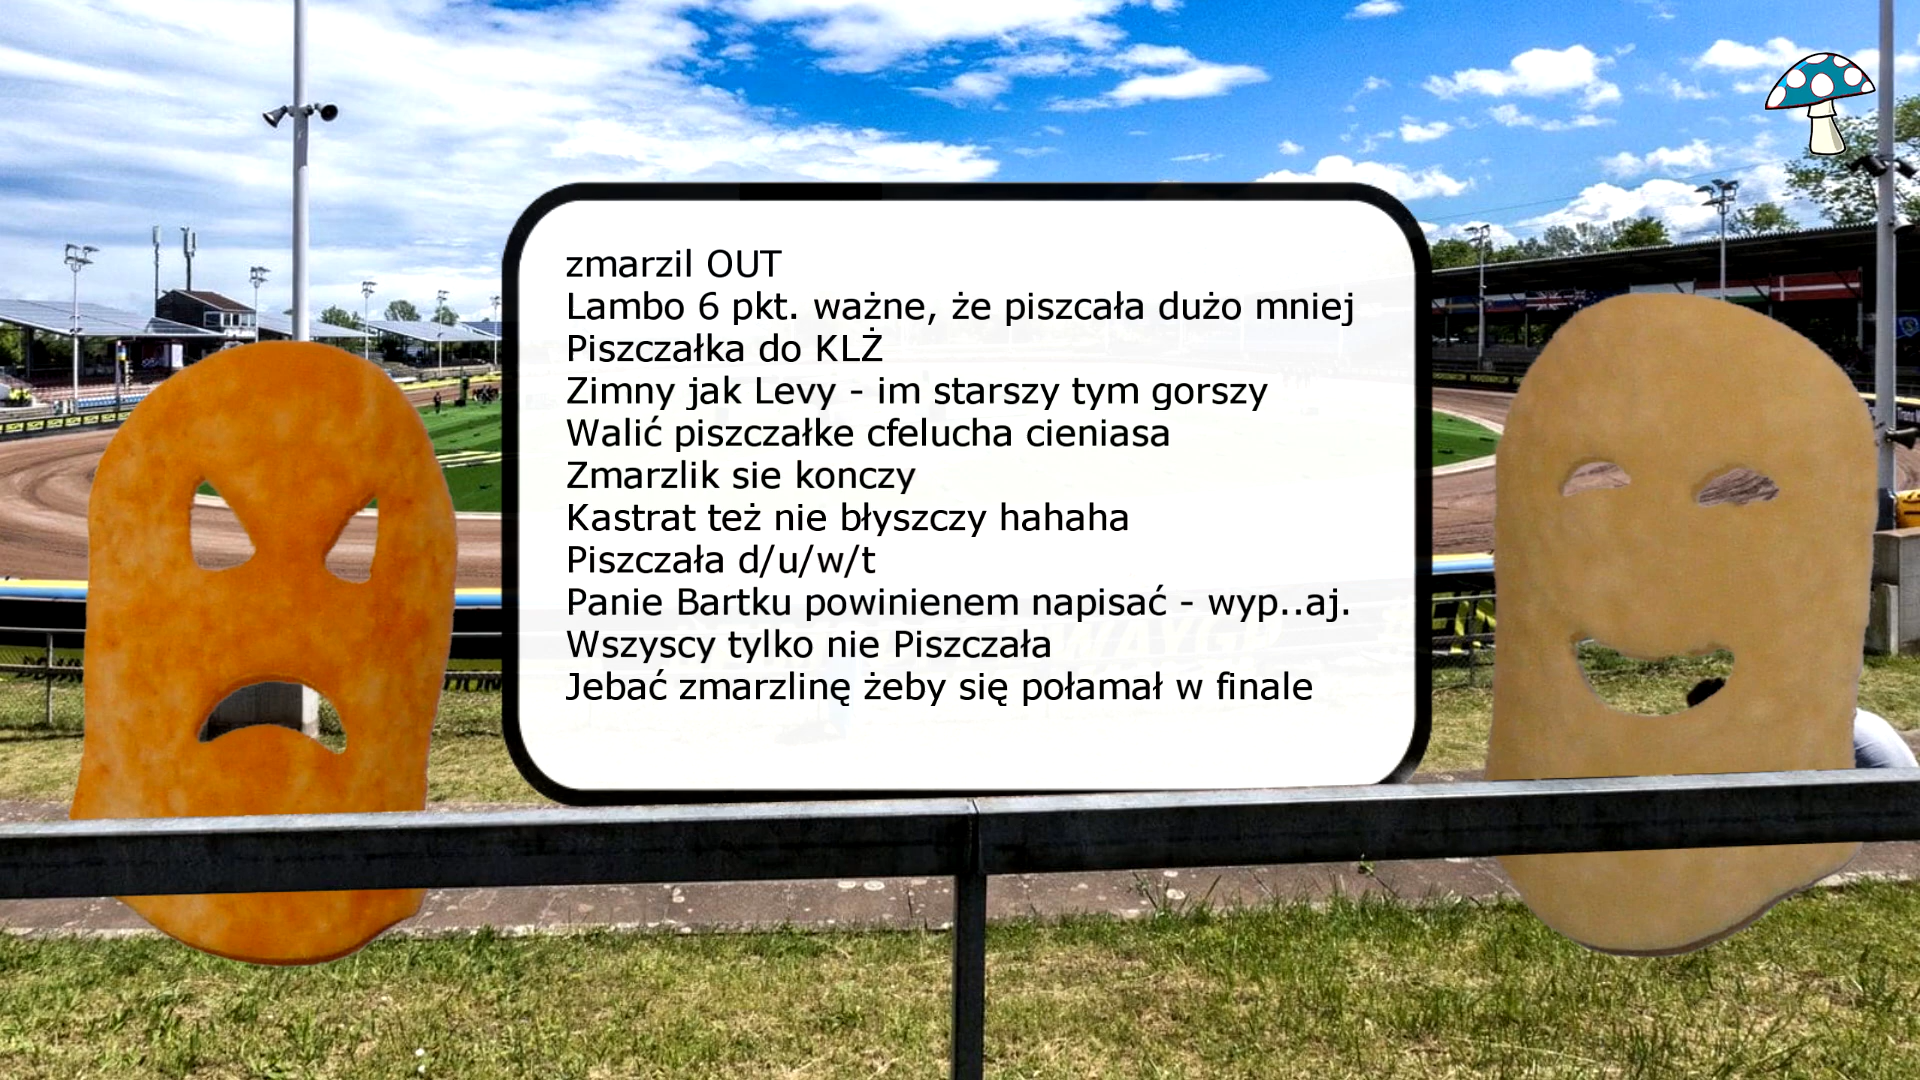 zmarzil OUT
Lambo 6 pkt. ważne, że piszcała dużo mniej
Piszczałka do KLŻ
Zimny jak Levy - im starszy tym gorszy
Walić piszczałke cfelucha cieniasa
Zmarzlik sie konczy
Kastrat też nie błyszczy hahaha
Piszczała d/u/w/t
Panie Bartku powinienem napisać - wyp..aj.
Wszyscy tylko nie Piszczała
Jebać zmarzlinę żeby się połamał w finale